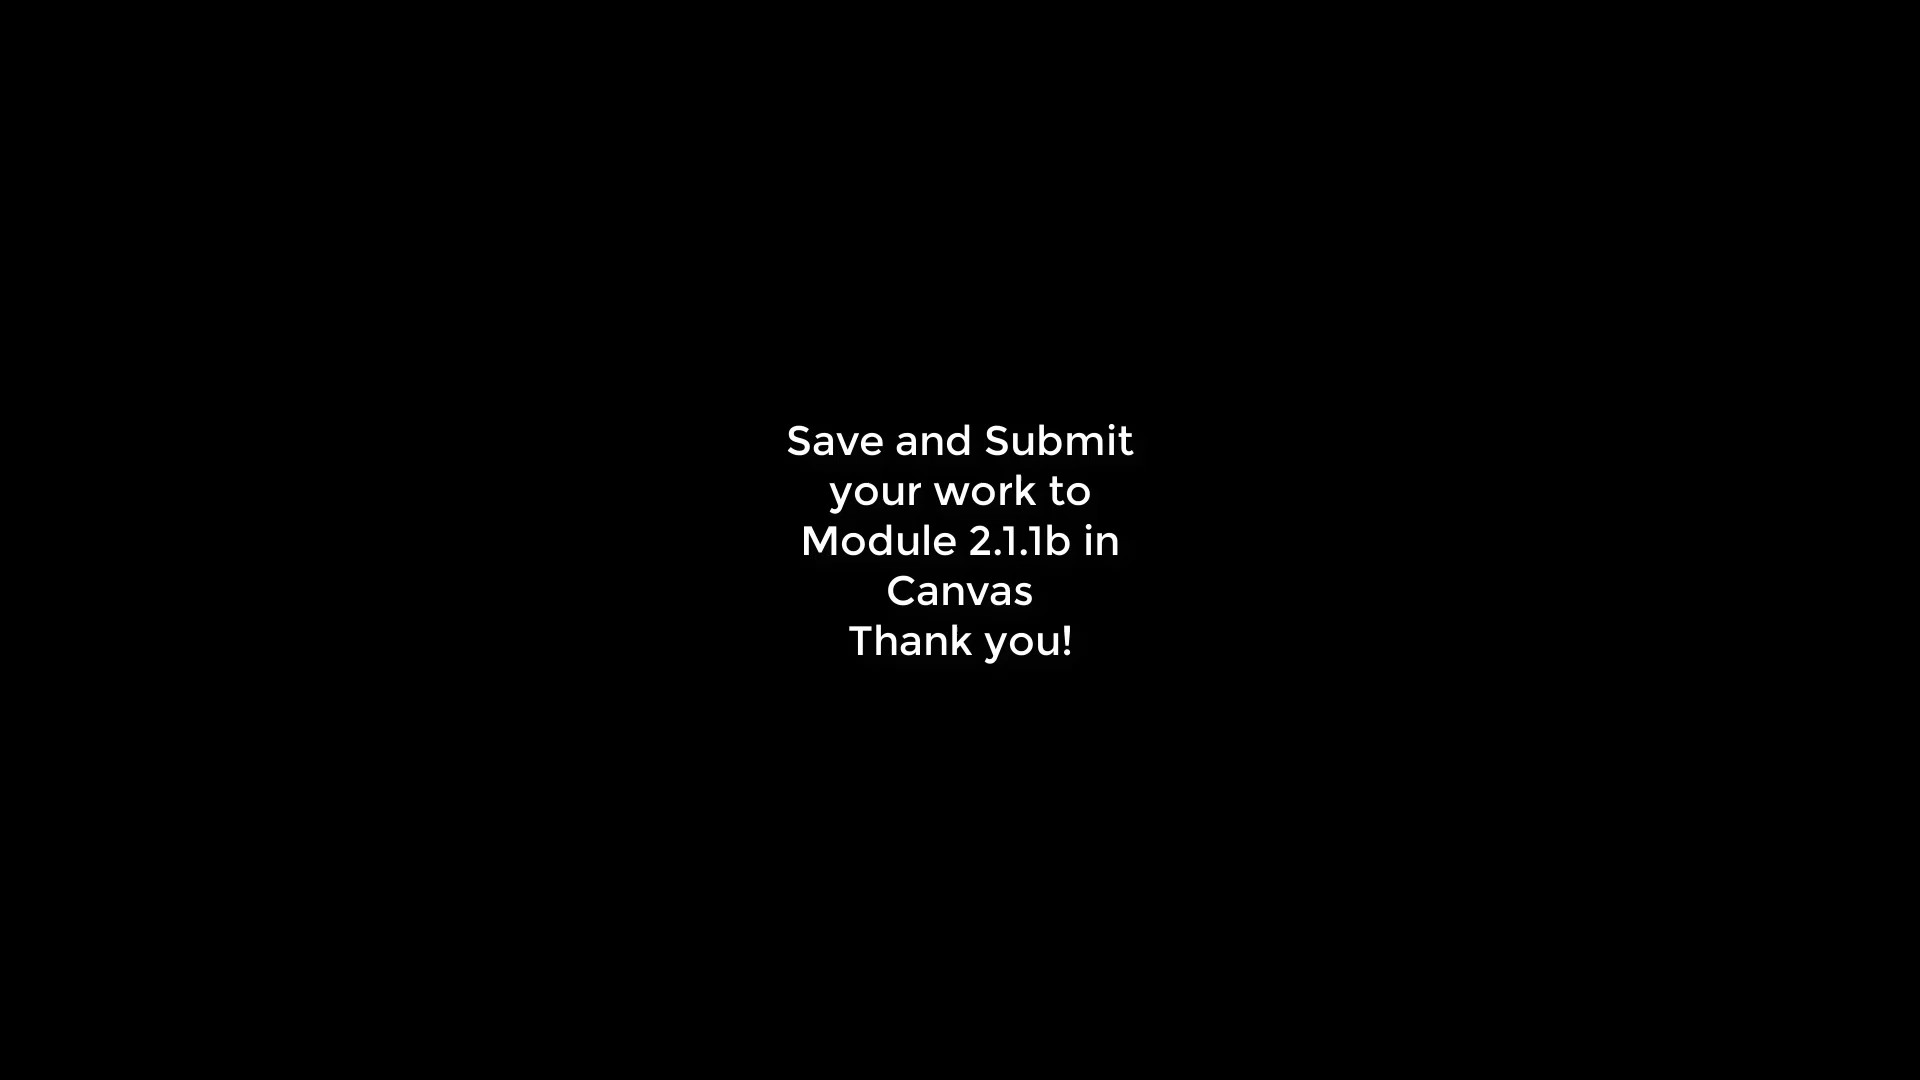 Save and Submit
your work to
Module 2.1.1b in
Canvas
Thank you!